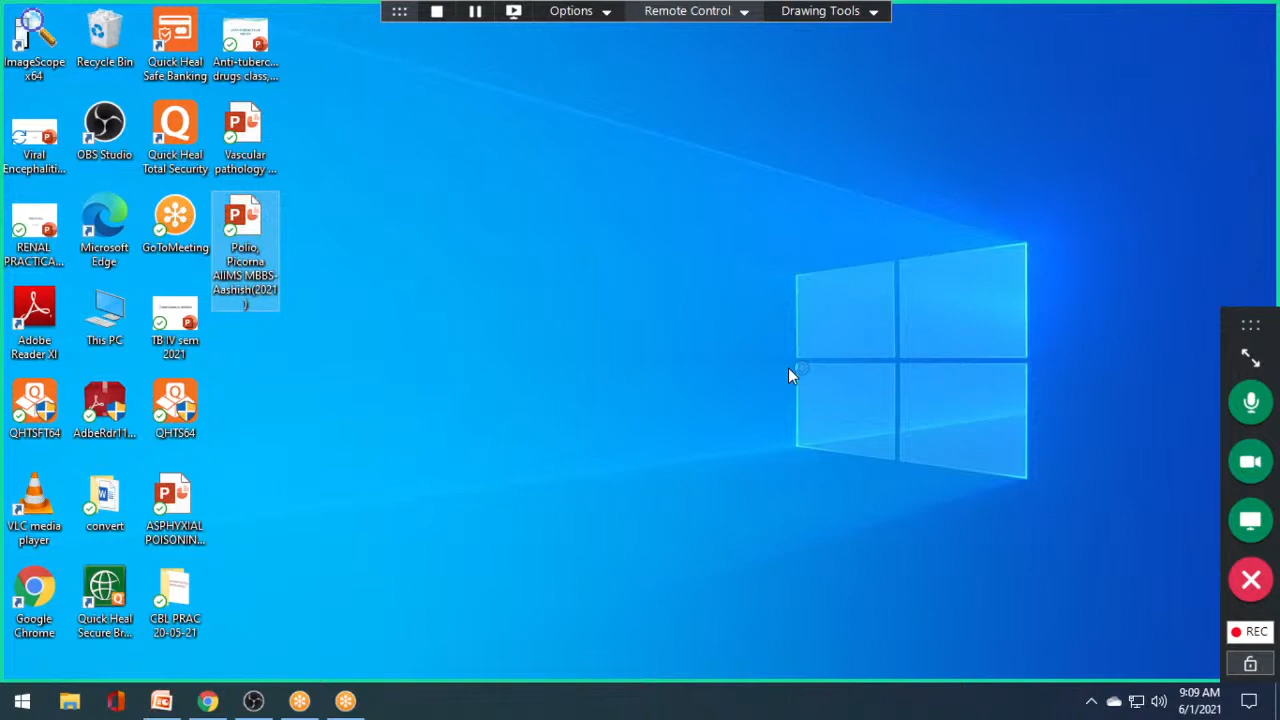 Options
Remote Control
Drawing Tools
ImageScope
x64
Recycle Bin
Quick Heal
Safe Banking
Anti-туberc...
drugs class,...
Viral
Encephaliti...
OBS Studio
Quick Heal
Total Security
Vascular
pathology ...
RENAL
PRACTICA...
Microsoft
Edge
GoToMeeting
Polio,
Picorna
AIIMS MBBS-
Aashish(2021
)
Adobe
Reader XI
This PC
TB IV sem
2021
QHTSFT64
AdbeRdr11...
QHTS64
VLC media
player
convert
ASPHYXIAL
POISONIN...
Google
Chrome
Quick Heal
Secure Br...
CBL PRAC
20-05-21
REC
9:09 AM
6/1/2021